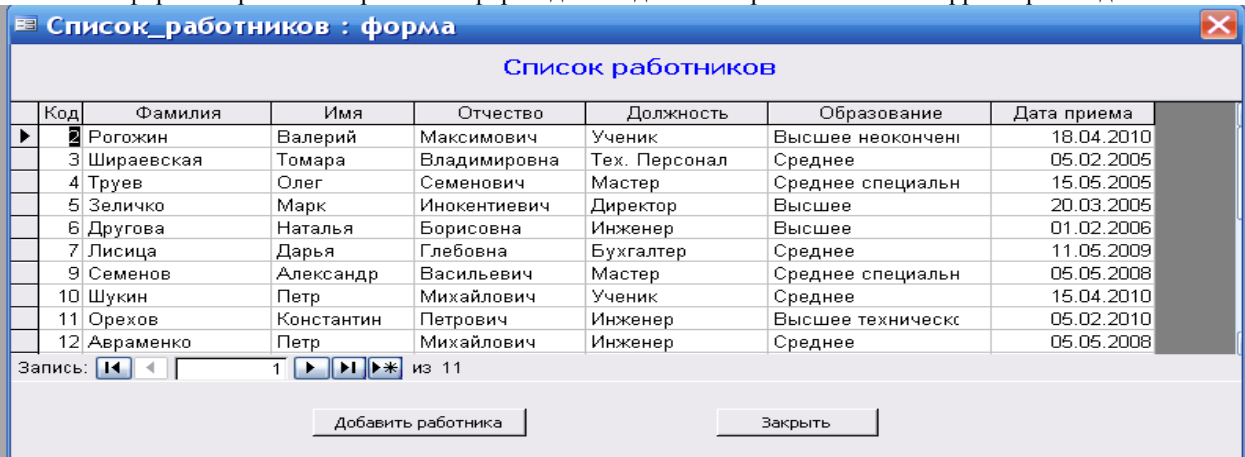 Список_работников : форма
Список работников
Код Фамилия Имя Отчество Должность Образование Дата приема
2 Рогожин Валерий Максимович Ученик Высшее неокончен 18.04.2010
3 Шираевская Томара Владимировна Тех. Персонал Среднее 05.02.2005
4 Труев Олег Семенович Мастер Среднее специальн 15.05.2005
5 Зеличко Марк Инокентиевич Директор Высшее 20.03.2005
6 Другова Наталья Борисовна Инженер Высшее 01.02.2006
7 Лисица Дарья Глебовна Бухгалтер Среднее 11.05.2009
9 Семенов Александр Васильевич Мастер Среднее специальн 05.05.2008
10 Шукин Петр Михайлович Ученик Среднее 15.04.2010
11 Орехов Константин Петрович Инженер Высшее техническо 05.02.2010
12 Авраменко Петр Михайлович Инженер Среднее 05.05.2008
Запись: 1 из 11
Добавить работника Закрыть